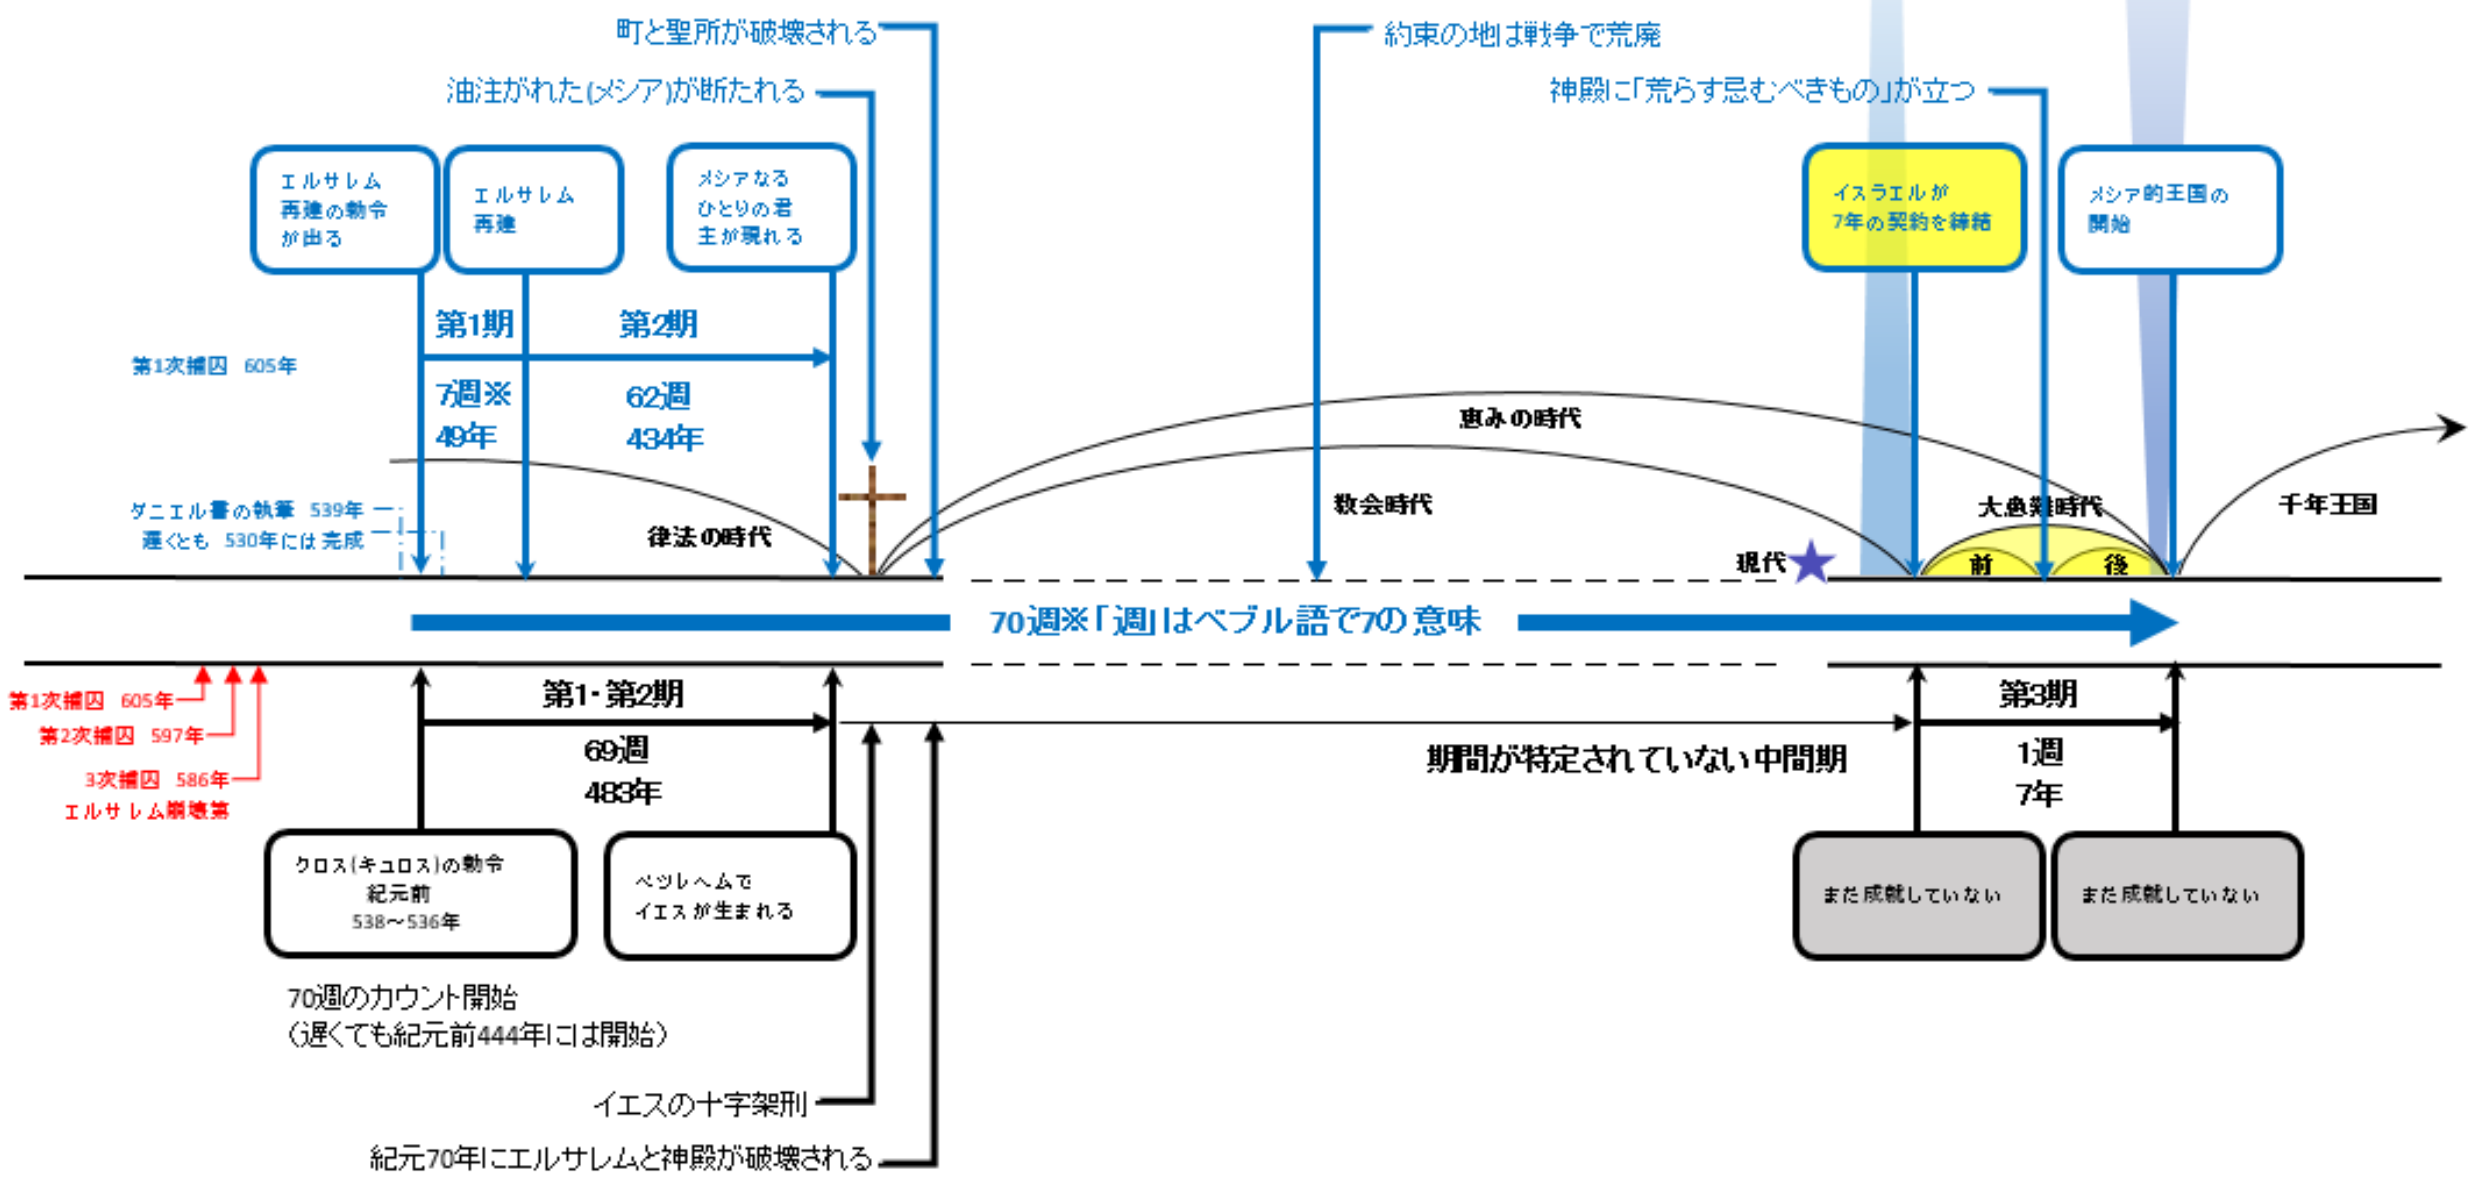 町と聖所が破壊される
約束の地は戦争で荒廃
油注がれた(メシア)が断たれる
神殿に「荒らす忌むべきもの」が立つ
エルサレム
再建の勅令
が出る
エルサレム
再建
メシアなる
ひとりの君
主が現れる
イスラエルが
7年の契約を締結
メシア的王国の
開始
第1期
第2期
第1次捕囚 605年
7週※
49年
62週
434年
恵みの時代
教会時代
大患難時代
千年王国
ダニエル書の執筆 539年
遅くとも 530年には完成
律法の時代
現代
前
後
70週※「週」はベブル語で7の意味
第1次捕囚 605年
第2次捕囚 597年
3次捕囚 586年
エルサレム崩壊第
第1・第2期
69週
483年
期間が特定されていない中間期
第3期
1週
7年
クロス(キュロス)の勅令
紀元前
538～536年
ベツレヘムで
イエスが生まれる
まだ成就していない
まだ成就していない
70週のカウント開始
（遅くても紀元前444年には開始）
イエスの十字架刑
紀元70年にエルサレムと神殿が破壊される